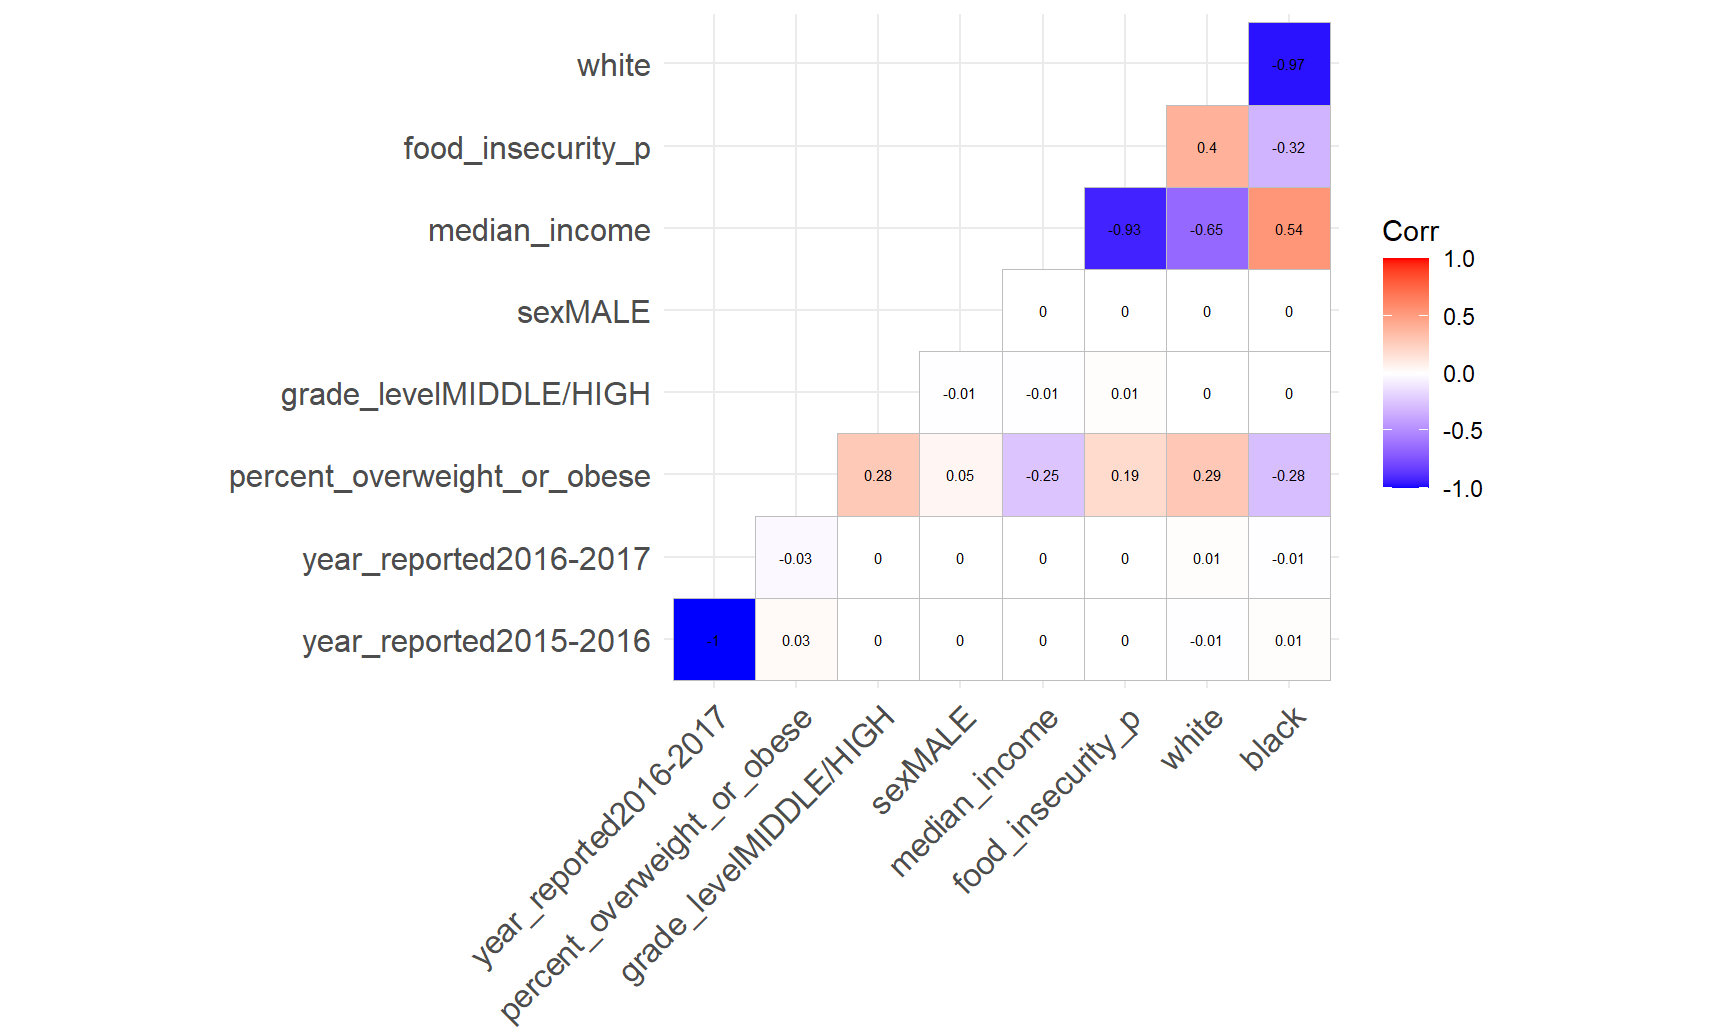 white
-0.97
food_insecurity_p
0.4 -0.32
median_income
-0.93 -0.65 0.54
sexMALE
0 0 0 0
grade_levelMIDDLE/HIGH
-0.01 -0.01 0.01 0 0
percent_overweight_or_obese
0.28 0.05 -0.25 0.19 0.29 -0.28
year_reported2016-2017
-0.03 0 0 0 0 0.01 -0.01
year_reported2015-2016
-1 0.03 0 0 0 0 -0.01 0.01
year_reported2016-2017
percent_overweight_or_obese
grade_levelMIDDLE/HIGH
sexMALE
median_income
food_insecurity_p
white
black
Corr
1.0
0.5
0.0
-0.5
-1.0